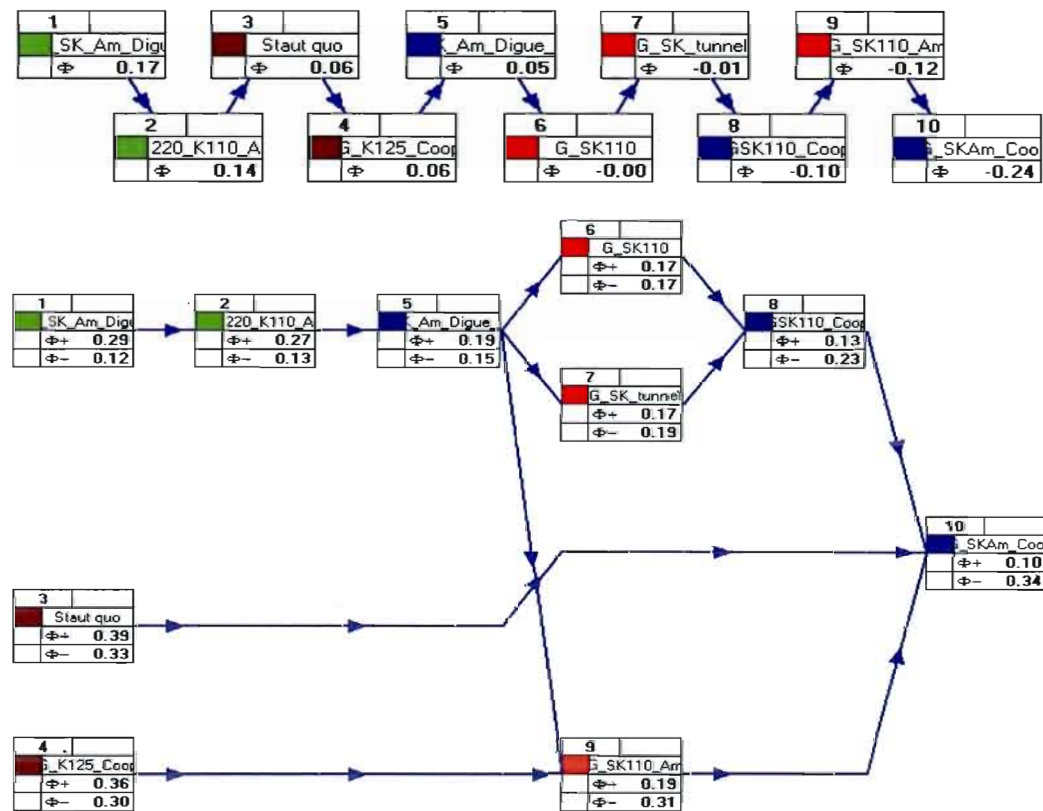 1
_SK_Am_Digu
Φ 0.17
3
Staut quo
Φ 0.06
5
K_Am_Digue_
Φ 0.05
7
G_SK_tunnel
Φ -0.01
9
G_SK110_Am
Φ -0.12
2
220_K110_A
Φ 0.14
4
G_K125_Coop
Φ 0.06
6
G_SK110
Φ -0.00
8
GSK110_Coop
Φ -0.10
10
G_SKAm_Coo
Φ -0.24
6
G_SK110
Φ+ 0.17
Φ- 0.17
1
_SK_Am_Digu
Φ+ 0.29
Φ- 0.12
2
220_K110_A
Φ+ 0.27
Φ- 0.13
5
K_Am_Digue_
Φ+ 0.19
Φ- 0.15
8
GSK110_Coop
Φ+ 0.13
Φ- 0.23
7
G_SK_tunnel
Φ+ 0.17
Φ- 0.19
10
G_SKAm_Coo
Φ+ 0.10
Φ- 0.34
3
Staut quo
Φ+ 0.39
Φ- 0.33
4
G_K125_Coop
Φ+ 0.36
Φ- 0.30
9
G_SK110_Am
Φ+ 0.19
Φ- 0.31